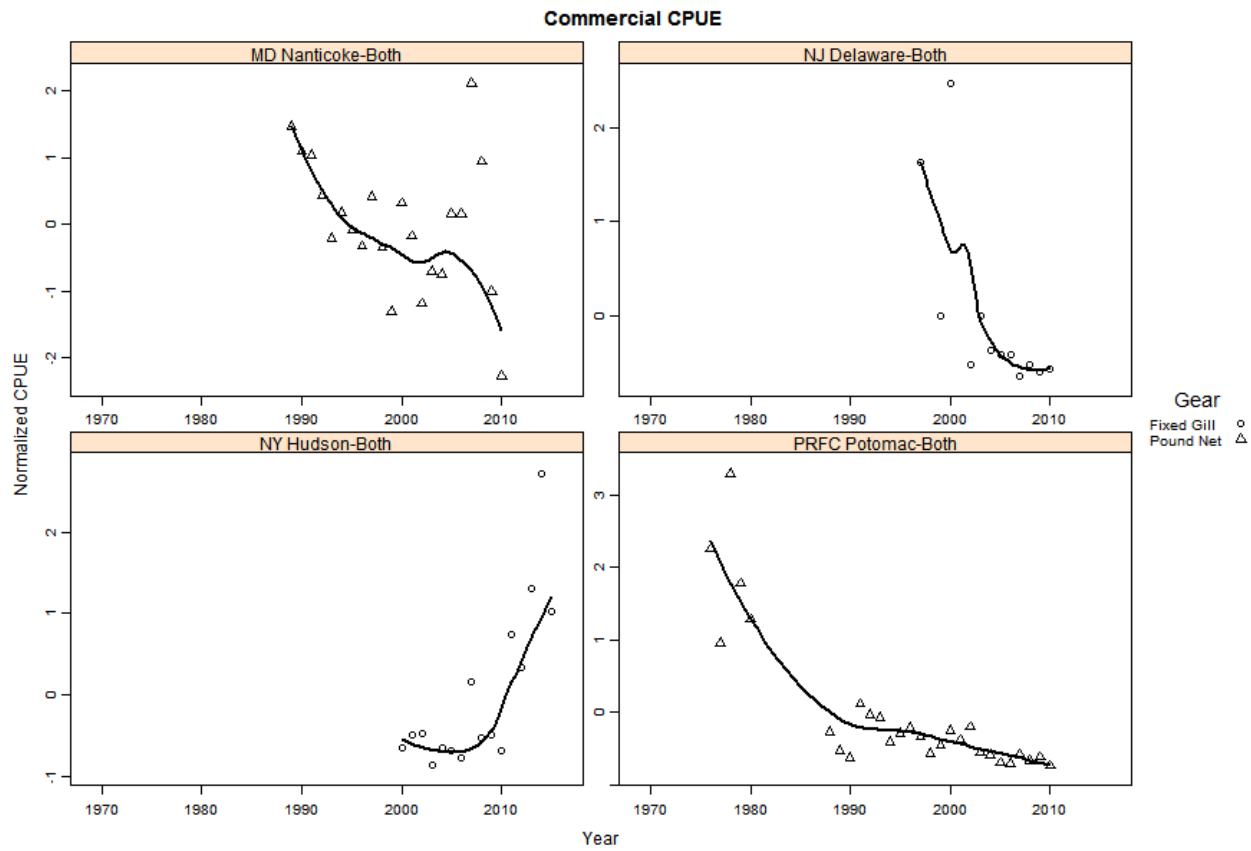 Commercial CPUE
MD Nanticoke-Both
NJ Delaware-Both
2
1
0
-1
-2
1970 1980 1990 2000 2010
2
1
0
1970 1980 1990 2000 2010
NY Hudson-Both
PRFC Potomac-Both
2
1
0
-1
1970 1980 1990 2000 2010
3
2
1
0
1970 1980 1990 2000 2010
Normalized CPUE
Year
Gear
Fixed Gill
Pound Net